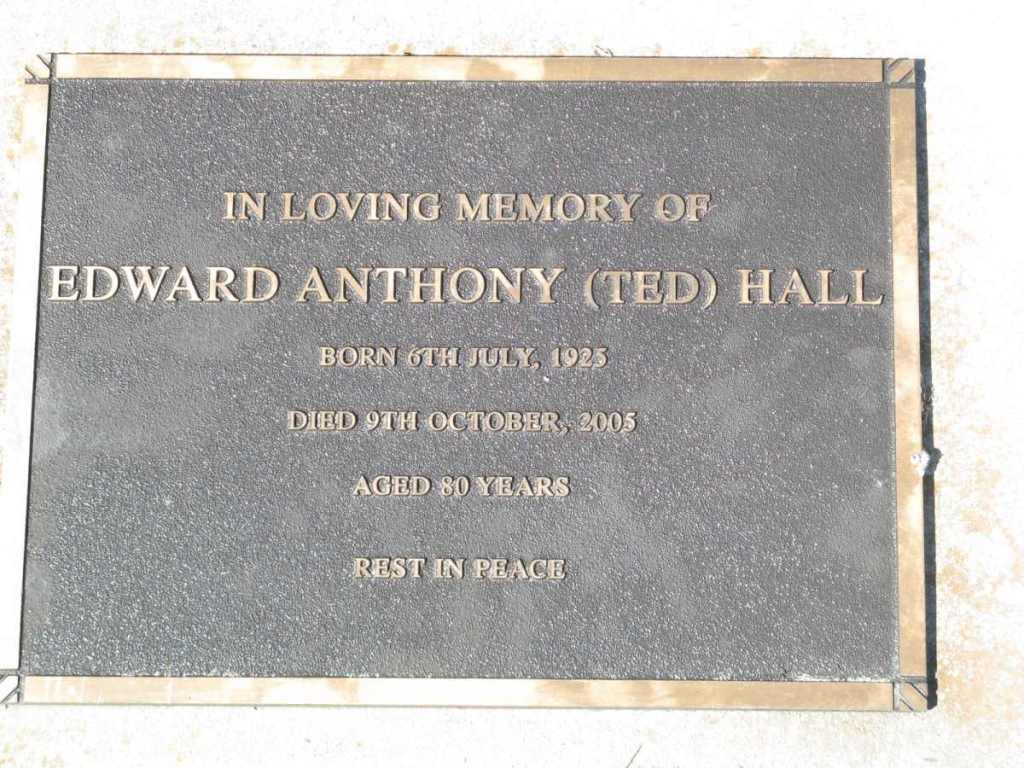 IN LOVING MEMORY OF
EDWARD ANTHONY (TED) HALL
BORN 6TH JULY, 1925
DIED 9TH OCTOBER, 2005
AGED 80 YEARS
REST IN PEACE